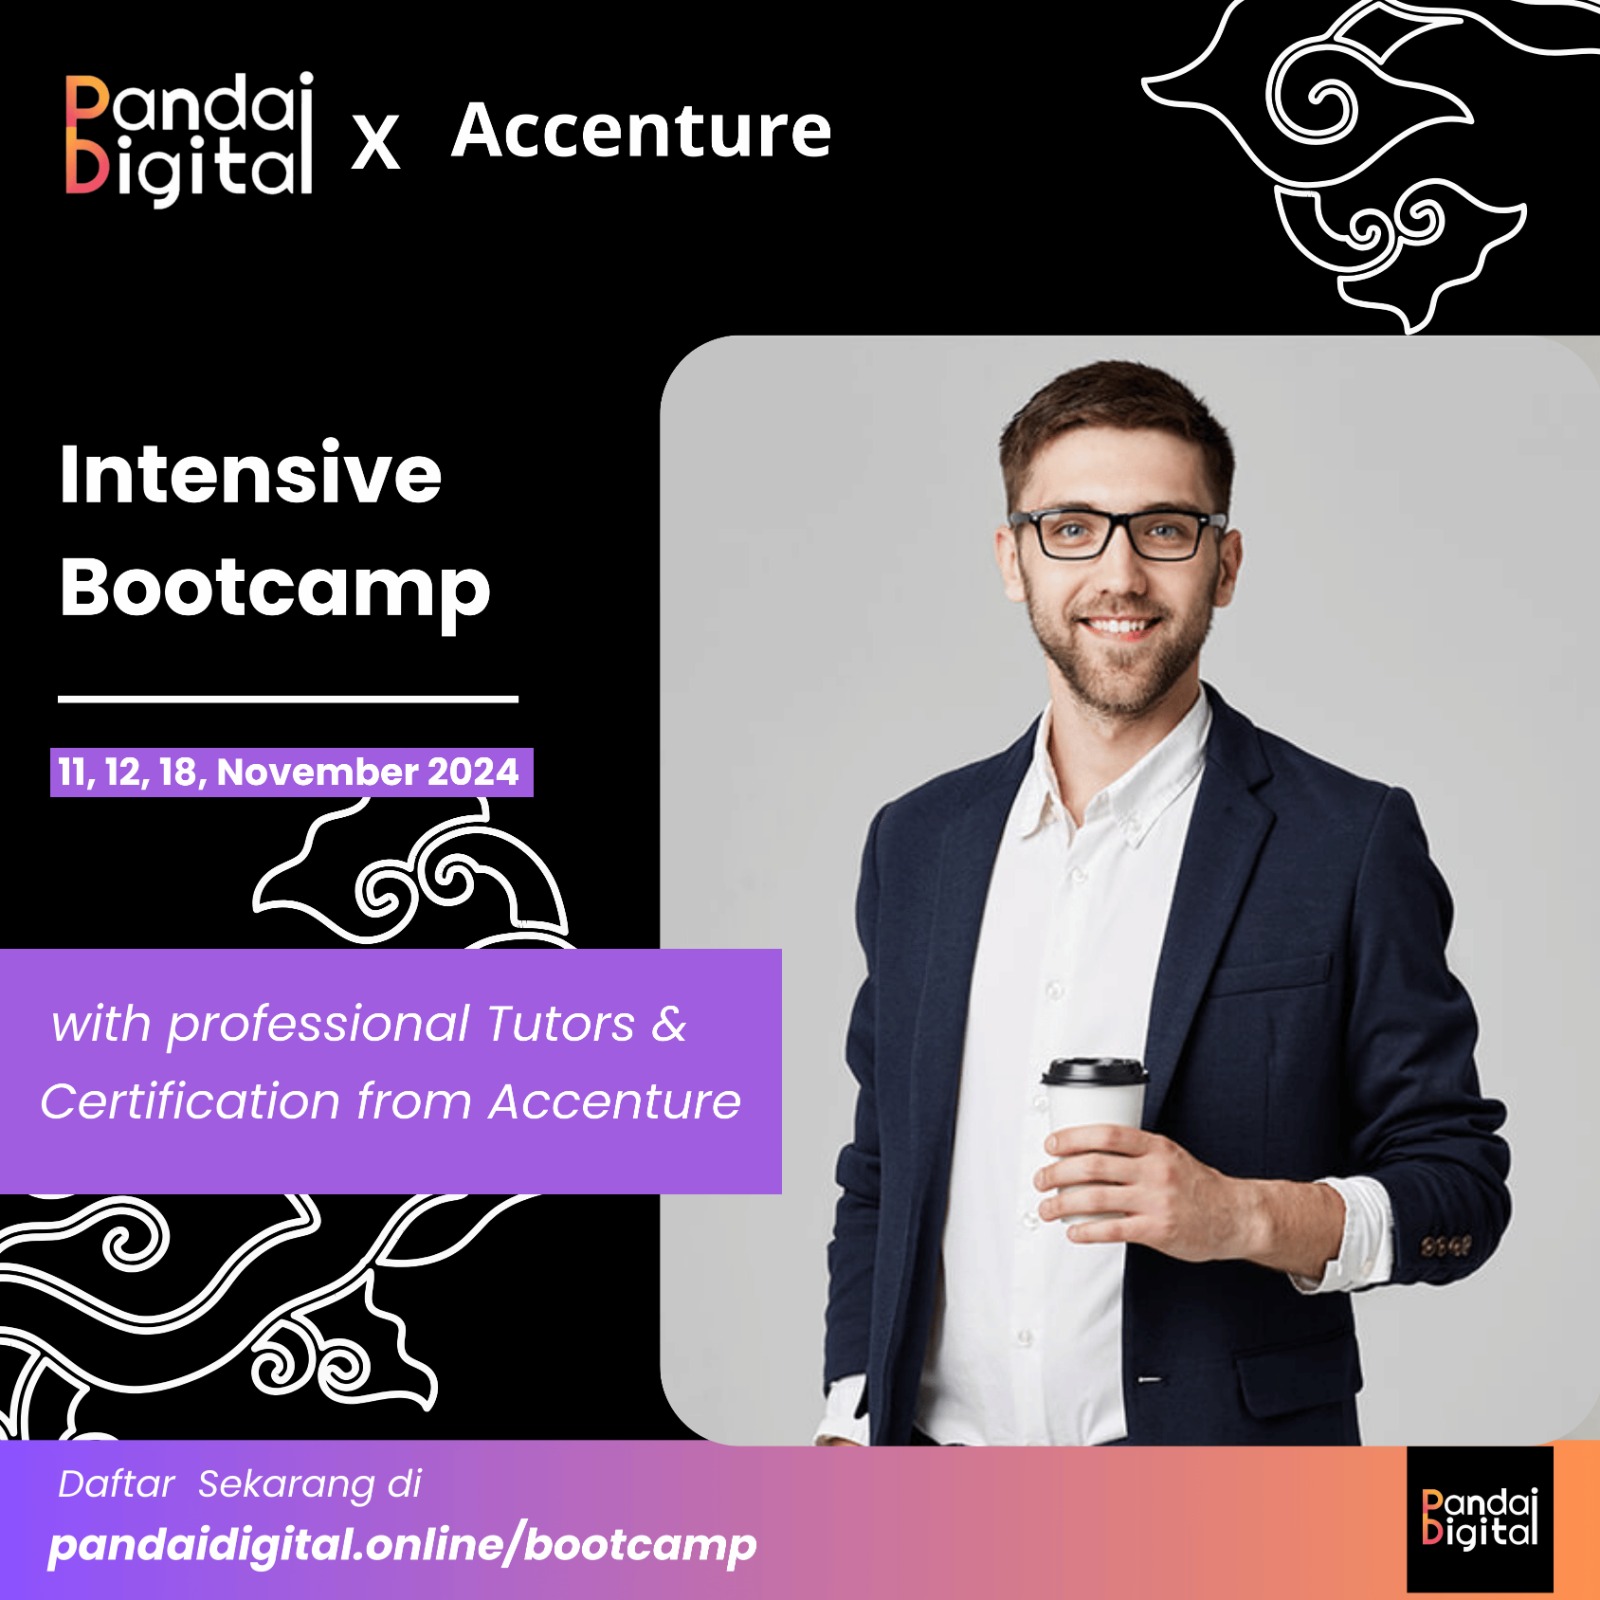 Pandai
Digital
X Accenture
Intensive
Bootcamp
11, 12, 18, November 2024
with professional Tutors &
Certification from Accenture
Daftar Sekarang di
pandaidigital.online/bootcamp
Pandai
Digital